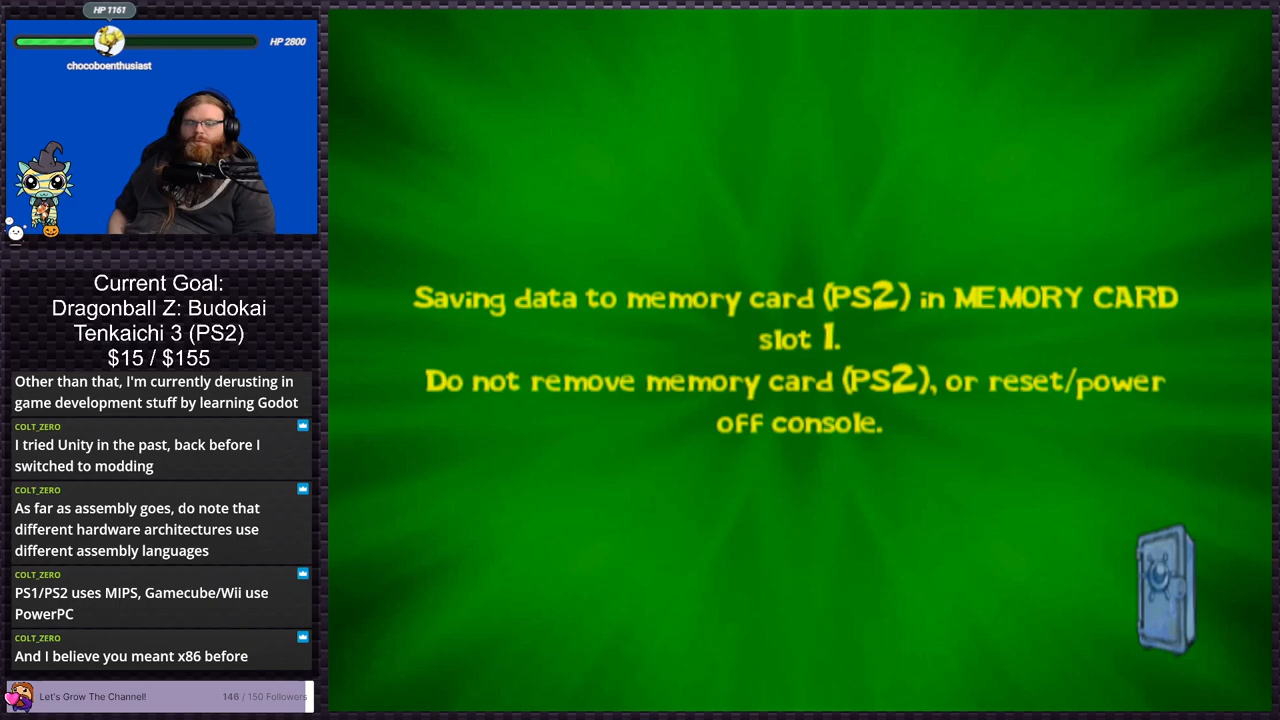 HP 1161
HP 2800
chocoboenthusiast
Current Goal:
Dragonball Z: Budokai
Tenkaichi 3 (PS2)
$15 / $155
Other than that, I'm currently derusting in
game development stuff by learning Godot
COLT_ZERO
I tried Unity in the past, back before I
switched to modding
COLT_ZERO
As far as assembly goes, do note that
different hardware architectures use
different assembly languages
COLT_ZERO
PS1/PS2 uses MIPS, Gamecube/Wii use
PowerPC
COLT_ZERO
And I believe you meant x86 before
Let's Grow The Channel!
146 / 150 Followers
Saving data to memory card (PS2) in MEMORY CARD
slot 1.
Do not remove memory card (PS2), or reset/power
off console.